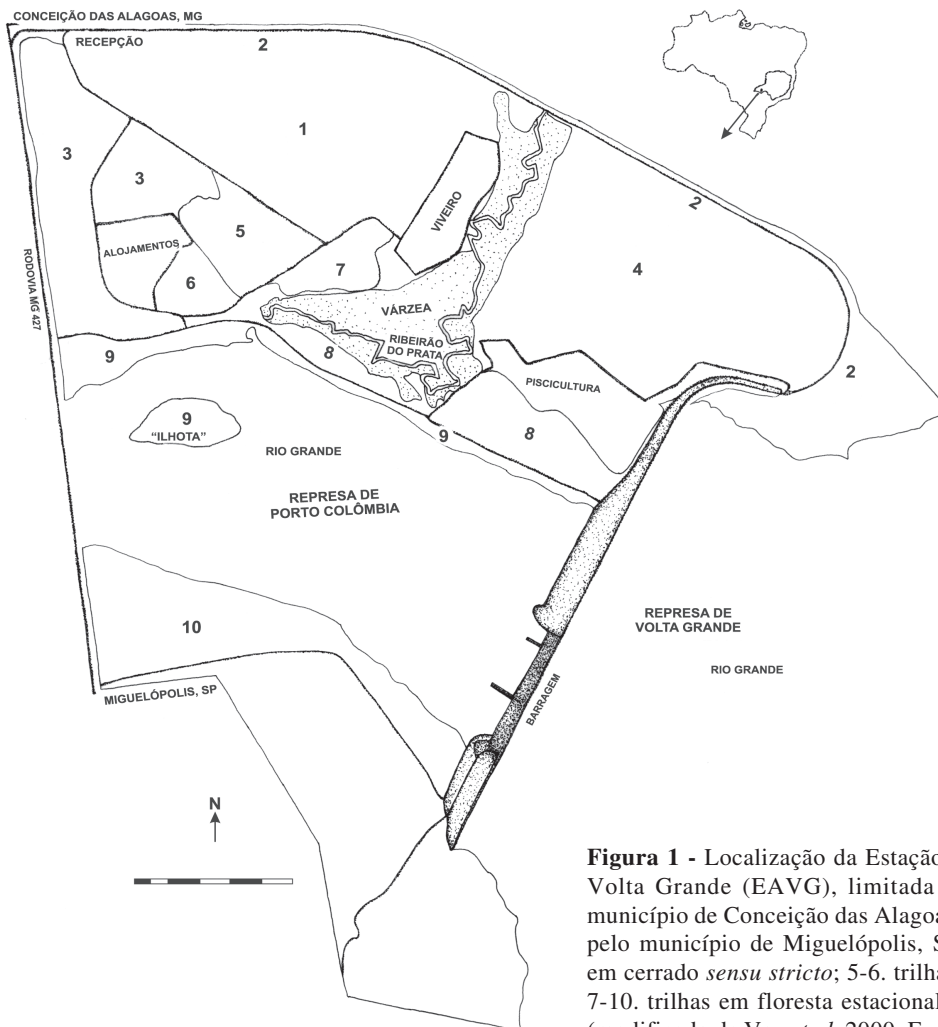 CONCEIÇÃO DAS ALAGOAS, MG
RECEPÇÃO
2
1
3
3
VIVEIRO
2
RODOVIA MG 427
ALOJAMENTOS
5
4
6
7
VÁRZEA
RIBEIRÃO
DO PRATA
9
8
PISCICULTURA
2
9
"ILHOTA"
9
8
RIO GRANDE
REPRESA DE
PORTO COLÔMBIA
10
REPRESA DE
VOLTA GRANDE
RIO GRANDE
MIGUELÓPOLIS, SP
BARRAGEM
N
Figura 1 - Localização da Estação
Volta Grande (EAVG), limitada
município de Conceição das Alagoa
pelo município de Miguelópolis, S
em cerrado sensu stricto; 5-6. trilha
7-10. trilhas em floresta estacional